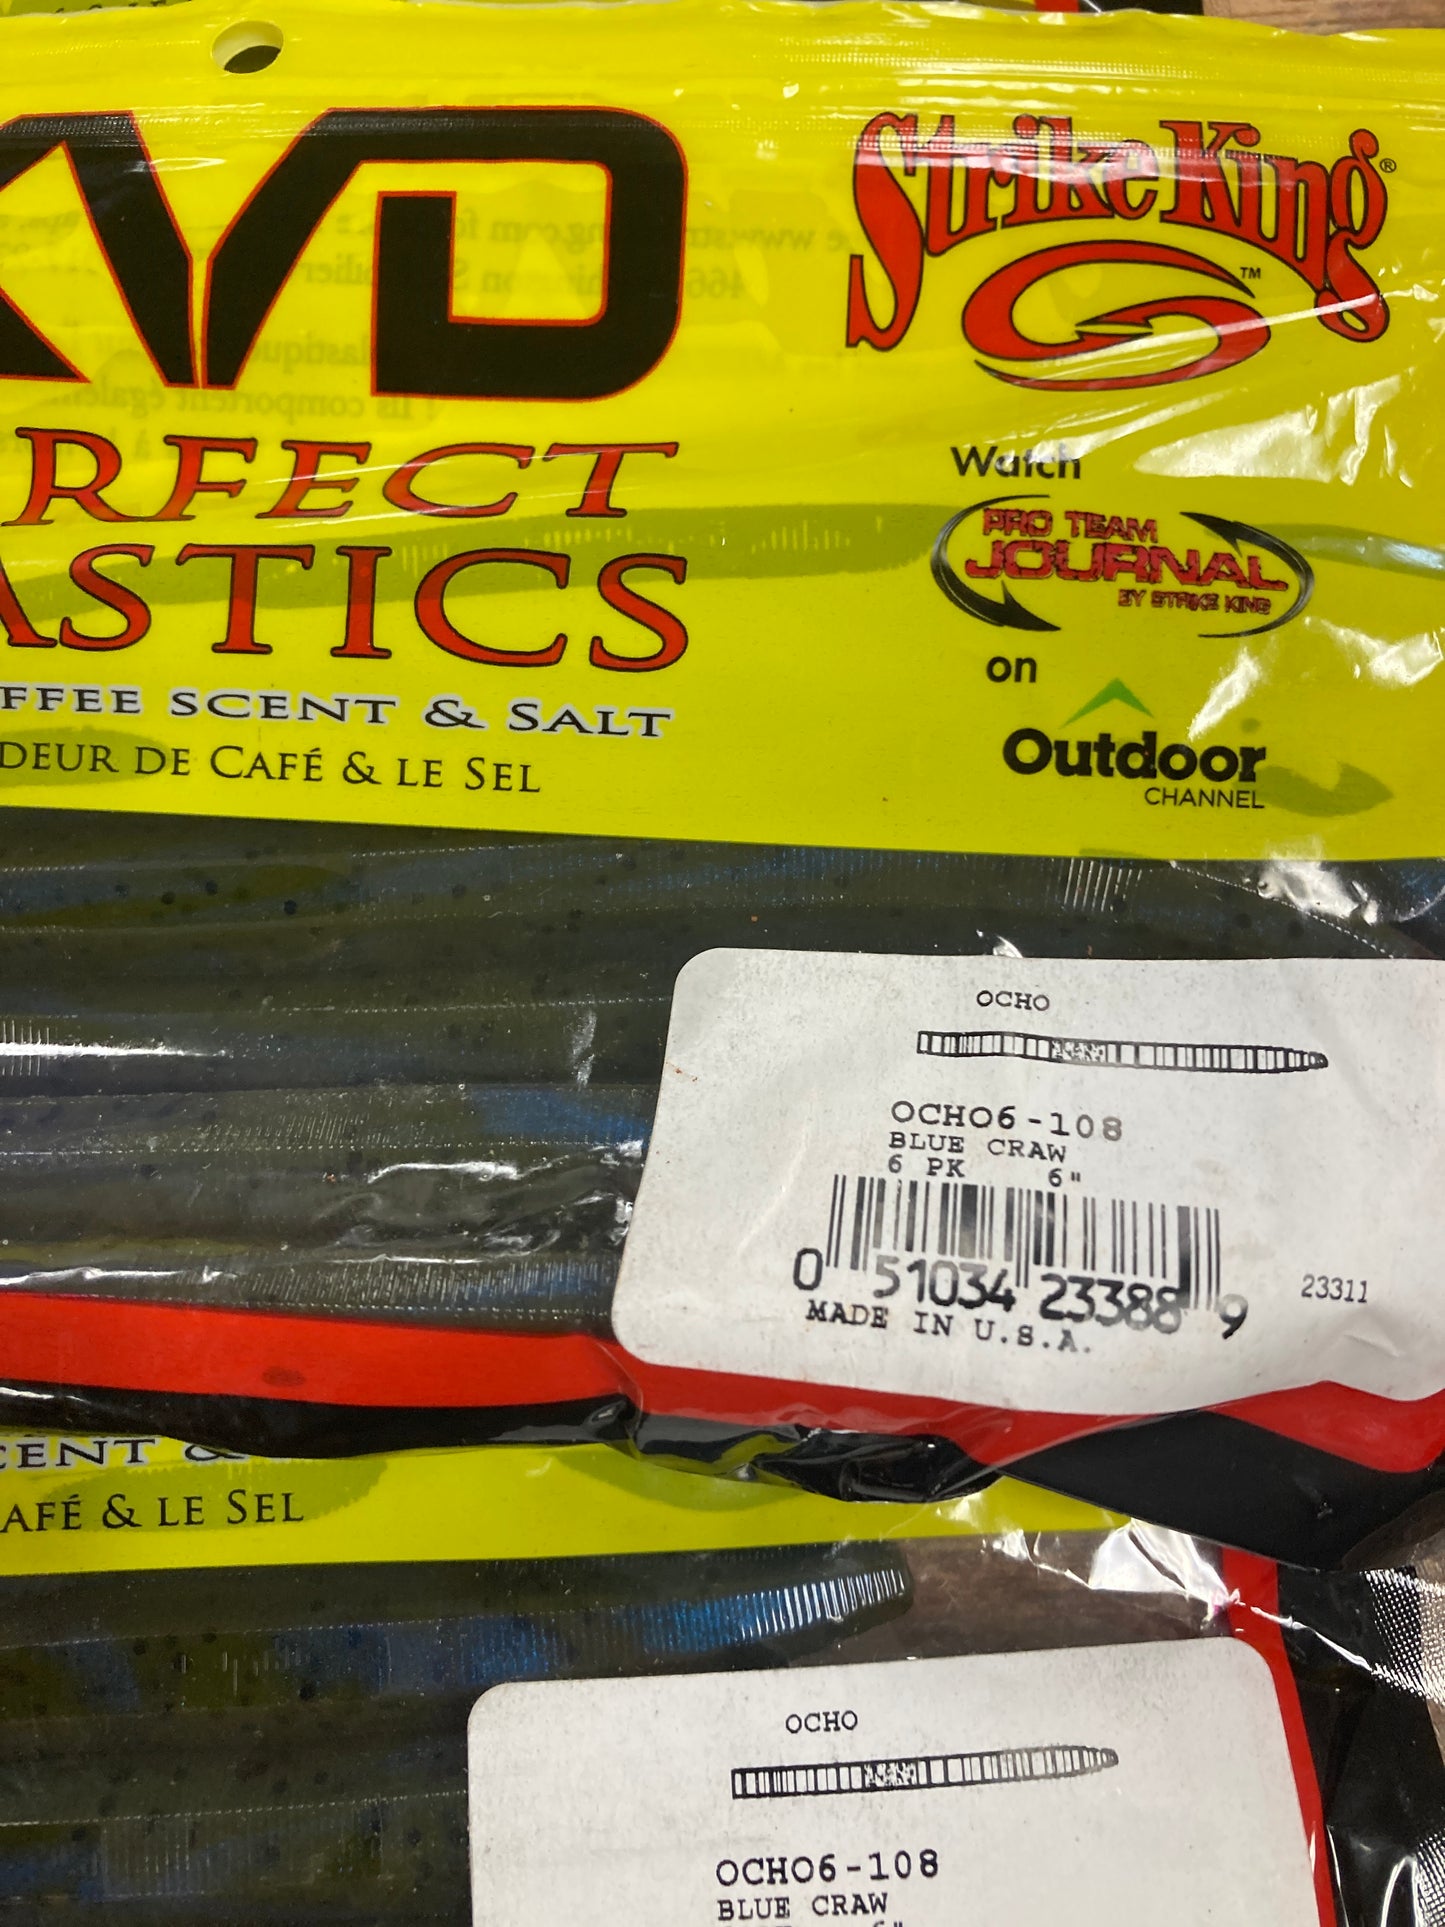 KVD
Strike King®
™
RFECT
ASTICS
FFEE SCENT & SALT
DEUR DE CAFÉ & LE SEL
Watch
PRO TEAM
JOURNAL
BY STRIKE KING
on
Outdoor
CHANNEL
OCHO
OCHO6-108
BLUE CRAW
6 PK 6"
0 51034 23388 9
23311
MADE IN U.S.A.
CENT &
AFÉ & LE SEL
OCHO
OCHO6-108
BLUE CRAW
6"